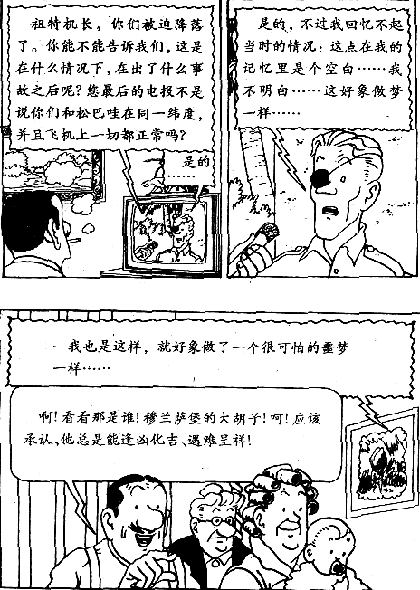 祖特机长，你们被迫降落
了。你能不能告诉我们，这是
在什么情况下，在出了什么事
故之后呢？您最后的电报不是
说你们和松巴哇在同一纬度，
并且飞机上一切都正常吗？
是的
……
是的，不过我回忆不起
当时的情况：这点在我的
记忆里是个空白……我
不明白……这好象做梦
一样……
我也是这样，就好象做了一个很可怕的噩梦
一样……
啊！看看那是谁！穆兰萨堡的大胡子！呵！应该
承认，他总是能逢凶化吉、遇难呈祥！